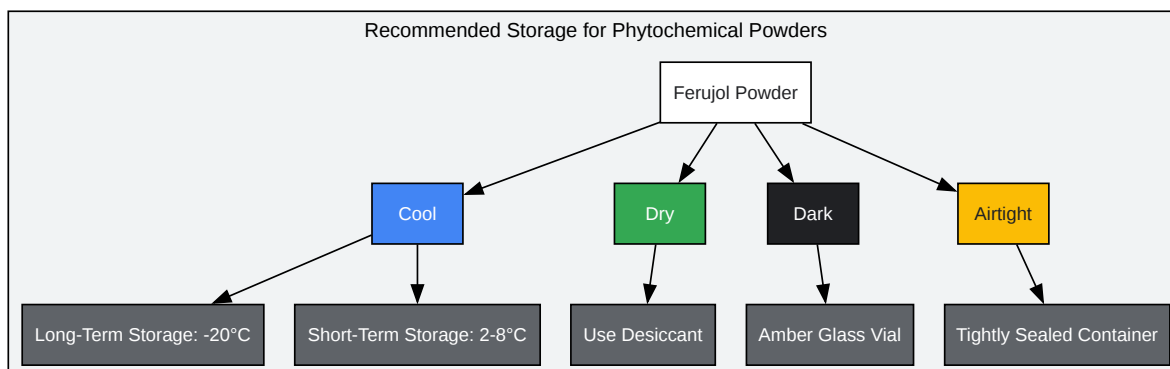 Recommended Storage for Phytochemical Powders
Ferujol Powder
Cool
Dry
Dark
Airtight
Long-Term Storage: -20°C
Short-Term Storage: 2-8°C
Use Desiccant
Amber Glass Vial
Tightly Sealed Container